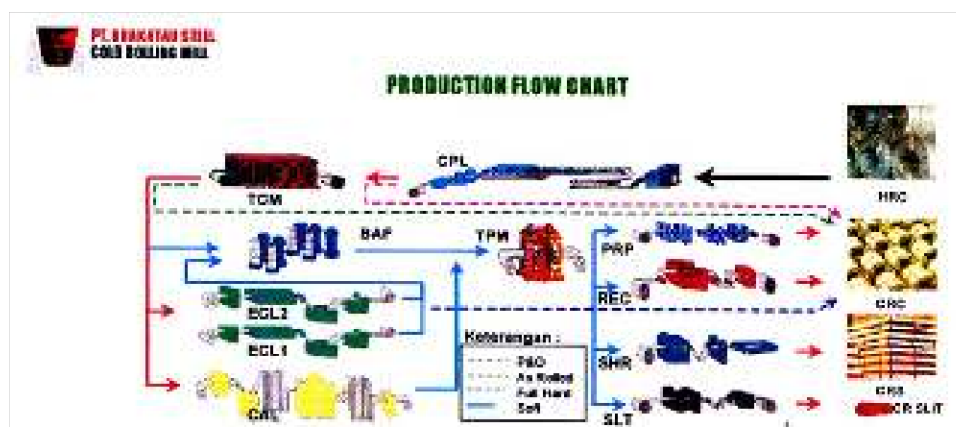 PT. KRAKATAU STEEL
COLD ROLLING MILL
PRODUCTION FLOW CHART
CPL
TCM
HRC
BAF
TPM
PRP
REC
CRC
ECL2
ECL1
Keterangan :
P&O
As Rolled
Full Hard
Soft
SHR
CRS
CAL
SLT
CR SLIT